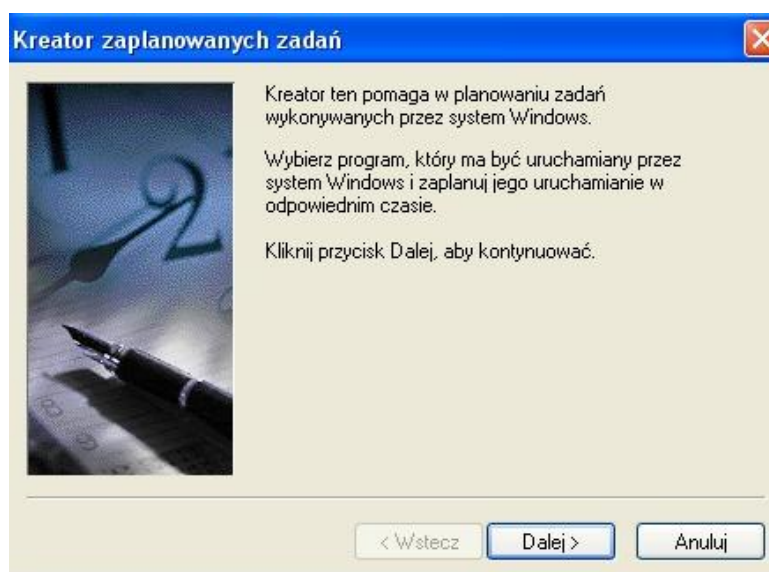 Kreator zaplanowanych zadań
Kreator ten pomaga w planowaniu zadań
wykonywanych przez system Windows.
Wybierz program, który ma być uruchamiany przez
system Windows i zaplanuj jego uruchamianie w
odpowiednim czasie.
Kliknij przycisk Dalej, aby kontynuować.
< Wstecz
Dalej >
Anuluj